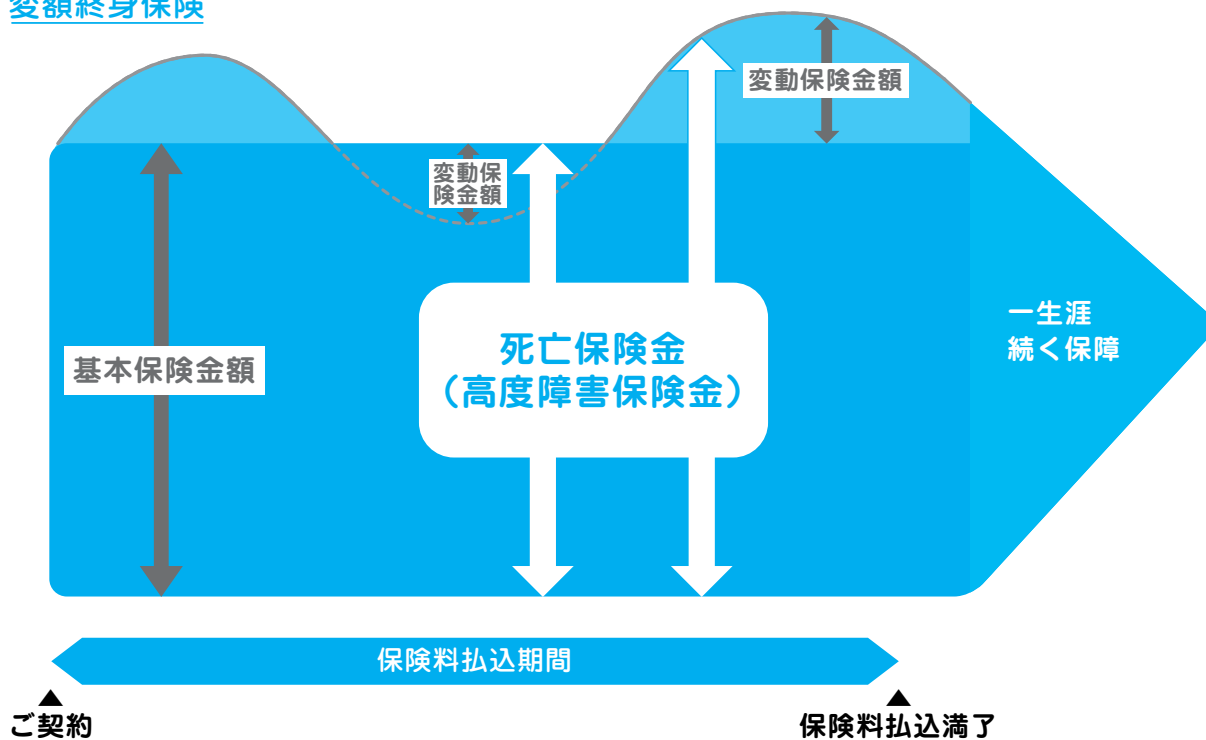 変額終身保険
変動保険金額
変動保
険金額
基本保険金額
死亡保険金
（高度障害保険金）
一生涯
続く保障
保険料払込期間
ご契約
保険料払込満了